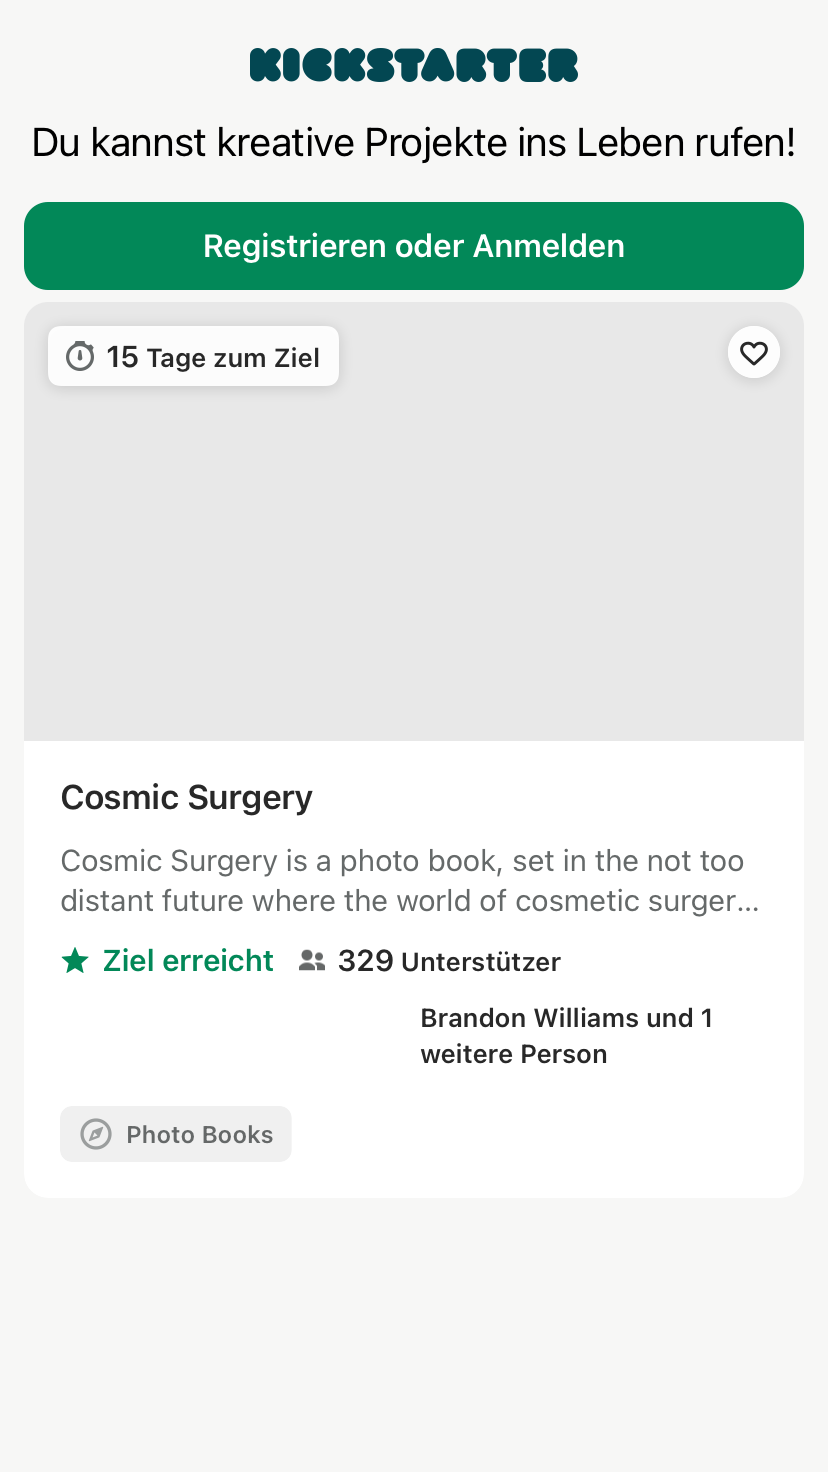 KICKSTARTER
Du kannst kreative Projekte ins Leben rufen!
Registrieren oder Anmelden
15 Tage zum Ziel
Cosmic Surgery
Cosmic Surgery is a photo book, set in the not too
distant future where the world of cosmetic surger...
Ziel erreicht 329 Unterstützer
Brandon Williams und 1
weitere Person
Photo Books